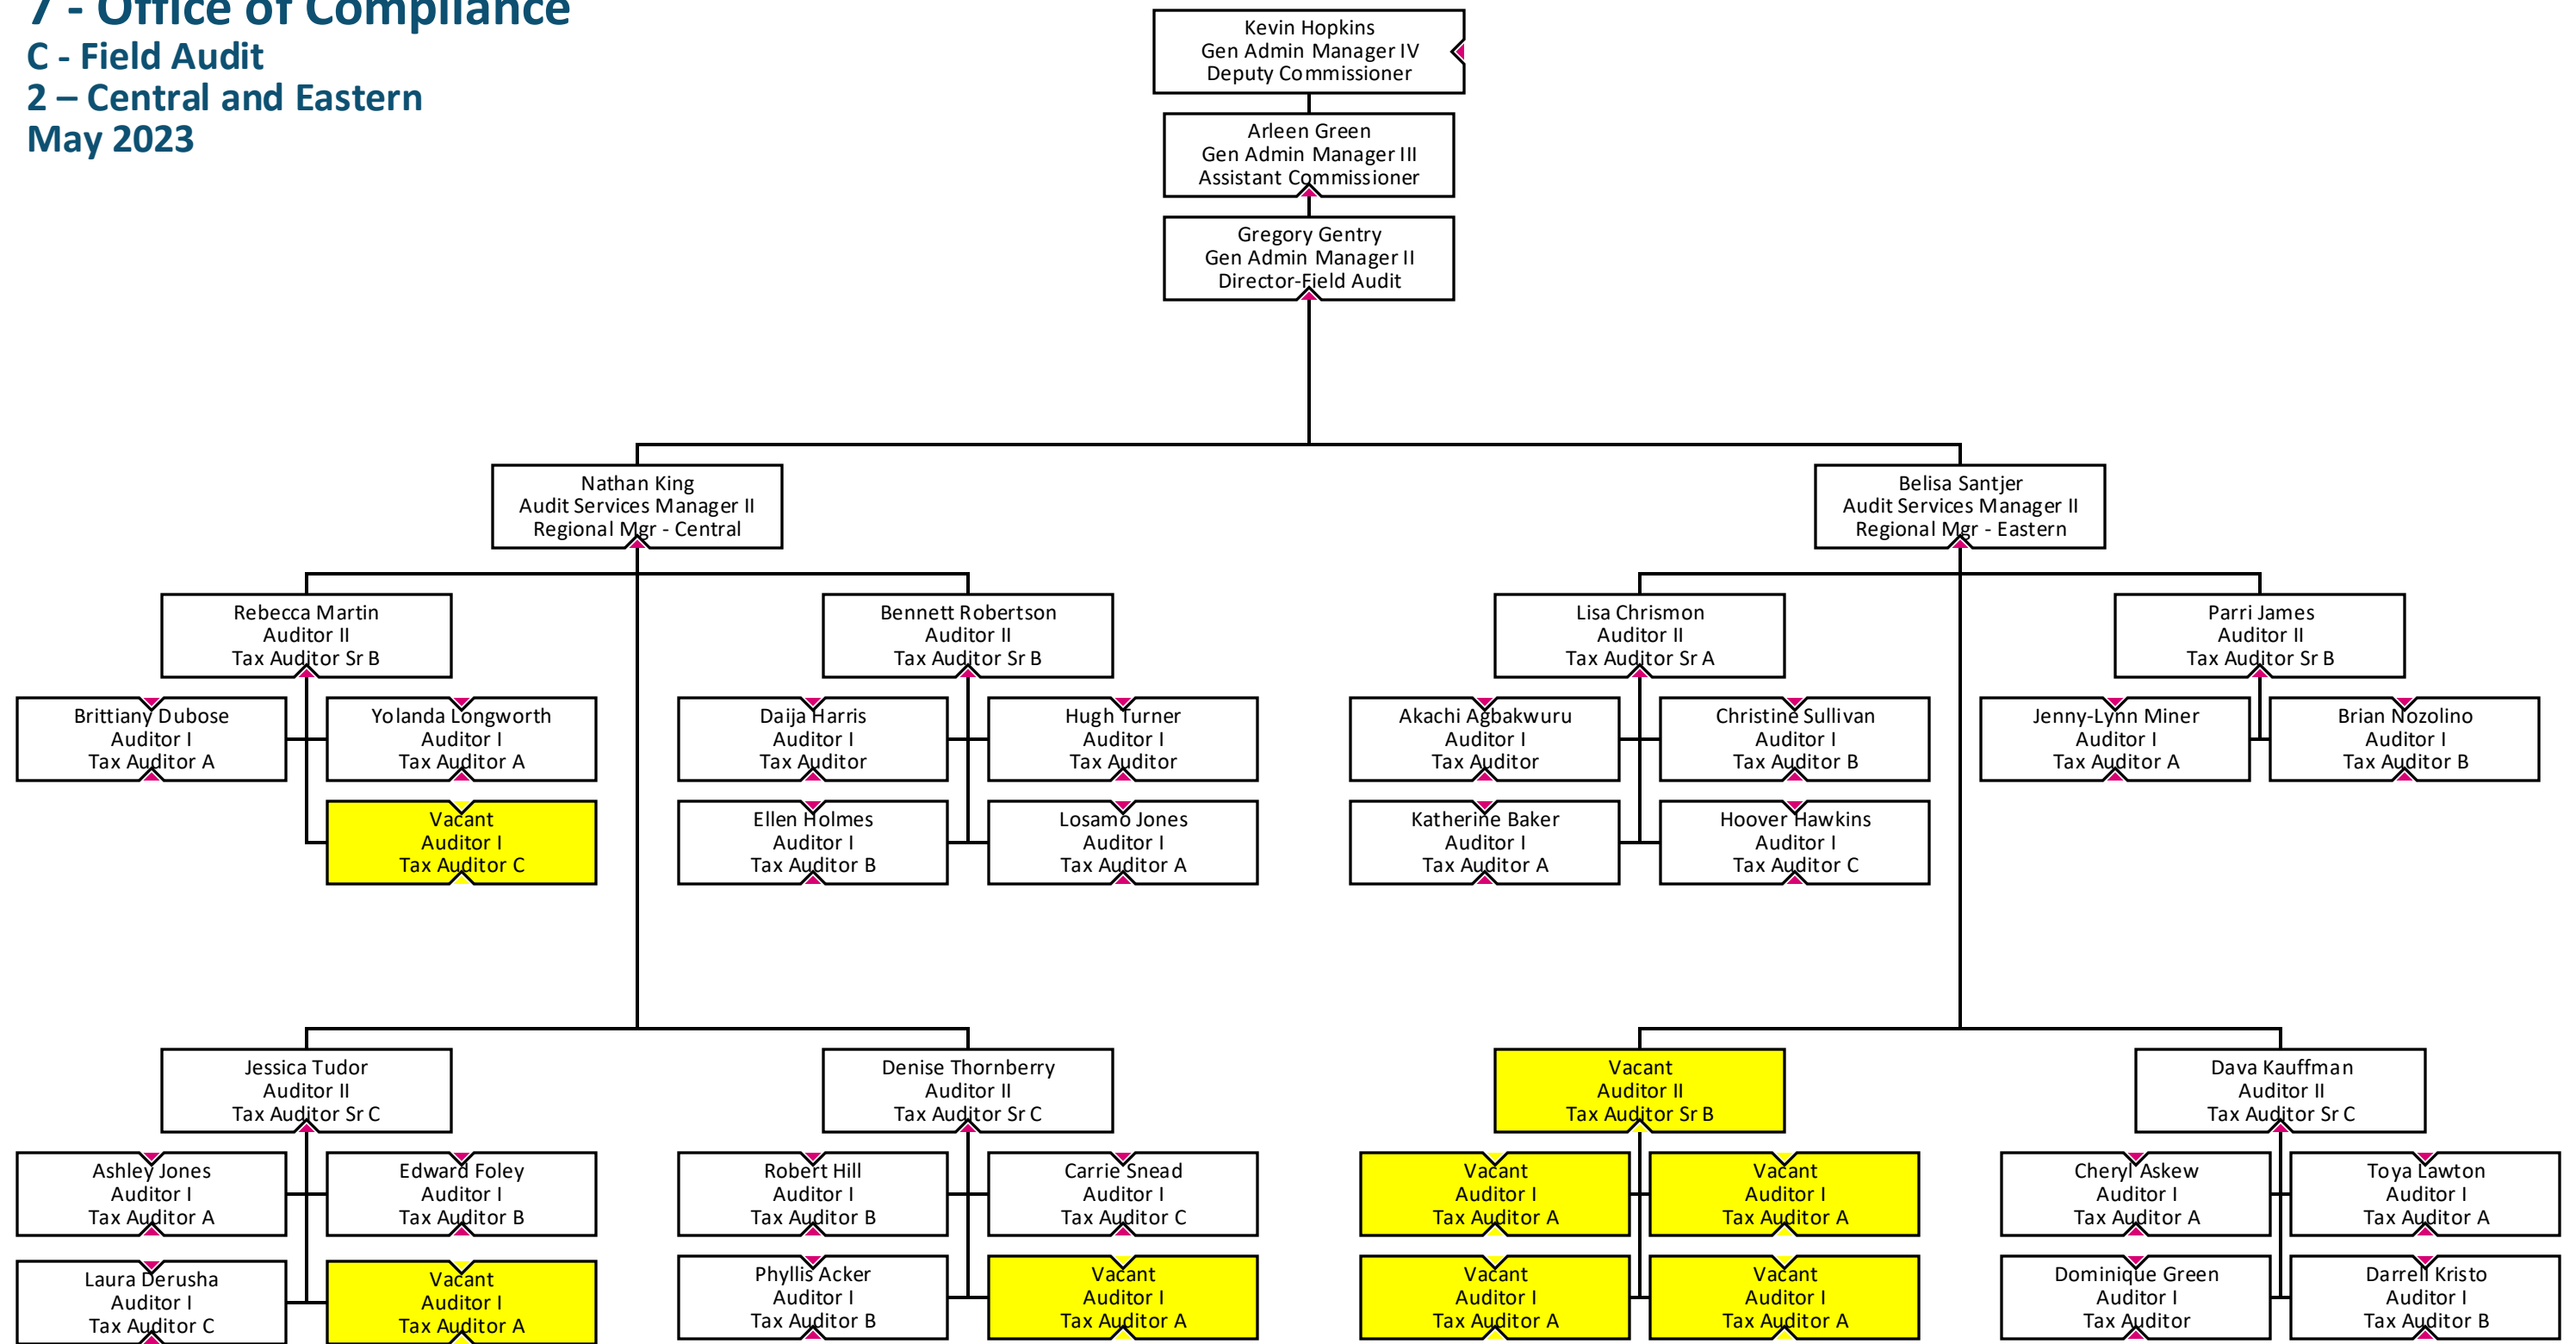 7 - Office of Compliance
C - Field Audit
2 – Central and Eastern
May 2023
Kevin Hopkins
Gen Admin Manager IV
Deputy Commissioner
Arleen Green
Gen Admin Manager III
Assistant Commissioner
Gregory Gentry
Gen Admin Manager II
Director-Field Audit
Nathan King
Audit Services Manager II
Regional Mgr - Central
Belisa Santjer
Audit Services Manager II
Regional Mgr - Eastern
Rebecca Martin
Auditor II
Tax Auditor Sr B
Bennett Robertson
Auditor II
Tax Auditor Sr B
Lisa Chrismon
Auditor II
Tax Auditor Sr A
Parri James
Auditor II
Tax Auditor Sr B
Brittiany Dubose
Auditor I
Tax Auditor A
Yolanda Longworth
Auditor I
Tax Auditor A
Daija Harris
Auditor I
Tax Auditor
Hugh Turner
Auditor I
Tax Auditor
Akachi Agbakwuru
Auditor I
Tax Auditor
Christine Sullivan
Auditor I
Tax Auditor B
Jenny-Lynn Miner
Auditor I
Tax Auditor A
Brian Nozolino
Auditor I
Tax Auditor B
Vacant
Auditor I
Tax Auditor C
Ellen Holmes
Auditor I
Tax Auditor B
Losamo Jones
Auditor I
Tax Auditor A
Katherine Baker
Auditor I
Tax Auditor A
Hoover Hawkins
Auditor I
Tax Auditor C
Jessica Tudor
Auditor II
Tax Auditor Sr C
Denise Thornberry
Auditor II
Tax Auditor Sr C
Vacant
Auditor II
Tax Auditor Sr B
Dava Kauffman
Auditor II
Tax Auditor Sr C
Ashley Jones
Auditor I
Tax Auditor A
Edward Foley
Auditor I
Tax Auditor B
Robert Hill
Auditor I
Tax Auditor B
Carrie Snead
Auditor I
Tax Auditor C
Vacant
Auditor I
Tax Auditor A
Vacant
Auditor I
Tax Auditor A
Cheryl Askew
Auditor I
Tax Auditor A
Toya Lawton
Auditor I
Tax Auditor A
Laura Derusha
Auditor I
Tax Auditor C
Vacant
Auditor I
Tax Auditor A
Phyllis Acker
Auditor I
Tax Auditor B
Vacant
Auditor I
Tax Auditor A
Vacant
Auditor I
Tax Auditor A
Vacant
Auditor I
Tax Auditor A
Dominique Green
Auditor I
Tax Auditor
Darrell Kristo
Auditor I
Tax Auditor B